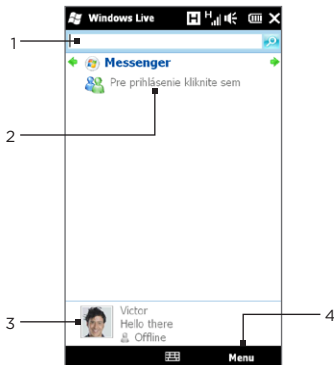 Windows Live
H
H
1
Messenger
Pre prihlásenie kliknite sem
2
Victor
Hello there
Offline
3
4
Menu